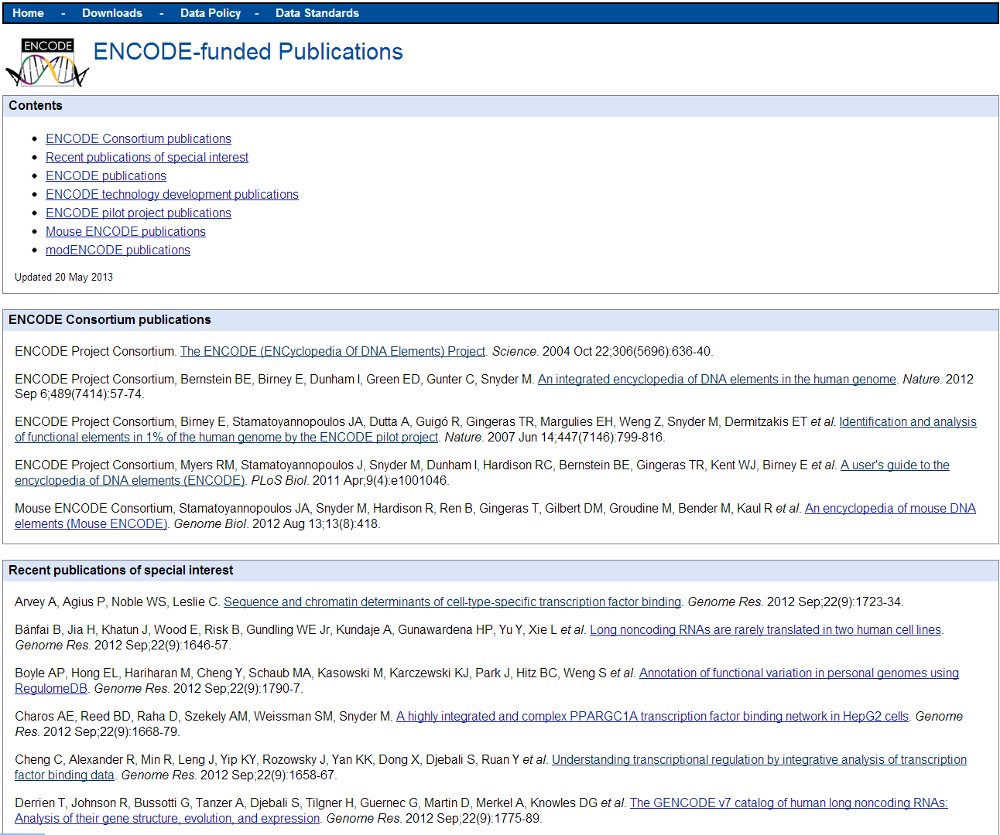 Home - Downloads - Data Policy - Data Standards
ENCODE
ENCODE-funded Publications
Contents
ENCODE Consortium publications
Recent publications of special interest
ENCODE publications
ENCODE technology development publications
ENCODE pilot project publications
Mouse ENCODE publications
modENCODE publications
Updated 20 May 2013
ENCODE Consortium publications
ENCODE Project Consortium. The ENCODE (ENCyclopedia Of DNA Elements) Project. Science. 2004 Oct 22;306(5696):636-40.
ENCODE Project Consortium, Bernstein BE, Birney E, Dunham I, Green ED, Gunter C, Snyder M. An integrated encyclopedia of DNA elements in the human genome. Nature. 2012
Sep 6;489(7414):57-74.
ENCODE Project Consortium, Birney E, Stamatoyannopoulos JA, Dutta A, Guigó R, Gingeras TR, Margulies EH, Weng Z, Snyder M, Dermitzakis ET et al. Identification and analysis
of functional elements in 1% of the human genome by the ENCODE pilot project. Nature. 2007 Jun 14;447(7146):799-816.
ENCODE Project Consortium, Myers RM, Stamatoyannopoulos J, Snyder M, Dunham I, Hardison RC, Bernstein BE, Gingeras TR, Kent WJ, Birney E et al. A user's guide to the
encyclopedia of DNA elements (ENCODE). PLoS Biol. 2011 Apr;9(4):e1001046.
Mouse ENCODE Consortium, Stamatoyannopoulos JA, Snyder M, Hardison R, Ren B, Gingeras T, Gilbert DM, Groudine M, Bender M, Kaul R et al. An encyclopedia of mouse DNA
elements (Mouse ENCODE). Genome Biol. 2012 Aug 13;13(8):418.
Recent publications of special interest
Arvey A, Agius P, Noble WS, Leslie C. Sequence and chromatin determinants of cell-type-specific transcription factor binding. Genome Res. 2012 Sep;22(9):1723-34.
Bánfai B, Jia H, Khatun J, Wood E, Risk B, Gundling WE Jr, Kundaje A, Gunawardena HP, Yu Y, Xie L et al. Long noncoding RNAs are rarely translated in two human cell lines.
Genome Res. 2012 Sep;22(9):1646-57.
Boyle AP, Hong EL, Hariharan M, Cheng Y, Schaub MA, Kasowski M, Karczewski KJ, Park J, Hitz BC, Weng S et al. Annotation of functional variation in personal genomes using
RegulomeDB. Genome Res. 2012 Sep;22(9):1790-7.
Charos AE, Reed BD, Raha D, Szekely AM, Weissman SM, Snyder M. A highly integrated and complex PPARGC1A transcription factor binding network in HepG2 cells. Genome
Res. 2012 Sep;22(9):1668-79.
Cheng C, Alexander R, Min R, Leng J, Yip KY, Rozowsky J, Yan KK, Dong X, Djebali S, Ruan Y et al. Understanding transcriptional regulation by integrative analysis of transcription
factor binding data. Genome Res. 2012 Sep;22(9):1658-67.
Derrien T, Johnson R, Bussotti G, Tanzer A, Djebali S, Tilgner H, Guernec G, Martin D, Merkel A, Knowles DG et al. The GENCODE v7 catalog of human long noncoding RNAs:
Analysis of their gene structure, evolution, and expression. Genome Res. 2012 Sep;22(9):1775-89.